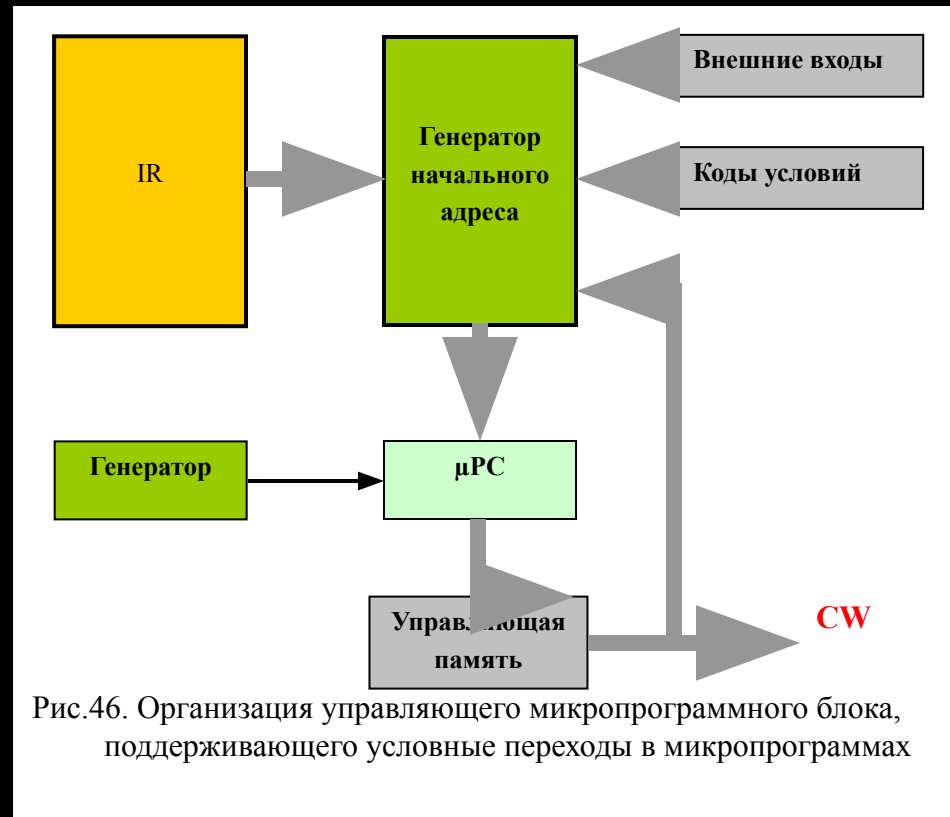 Внешние входы
Генератор
начального
адреса
IR
Коды условий
Генератор
μPC
CW
Управляющая
память
Рис.46. Организация управляющего микропрограммного блока,
поддерживающего условные переходы в микропрограммах